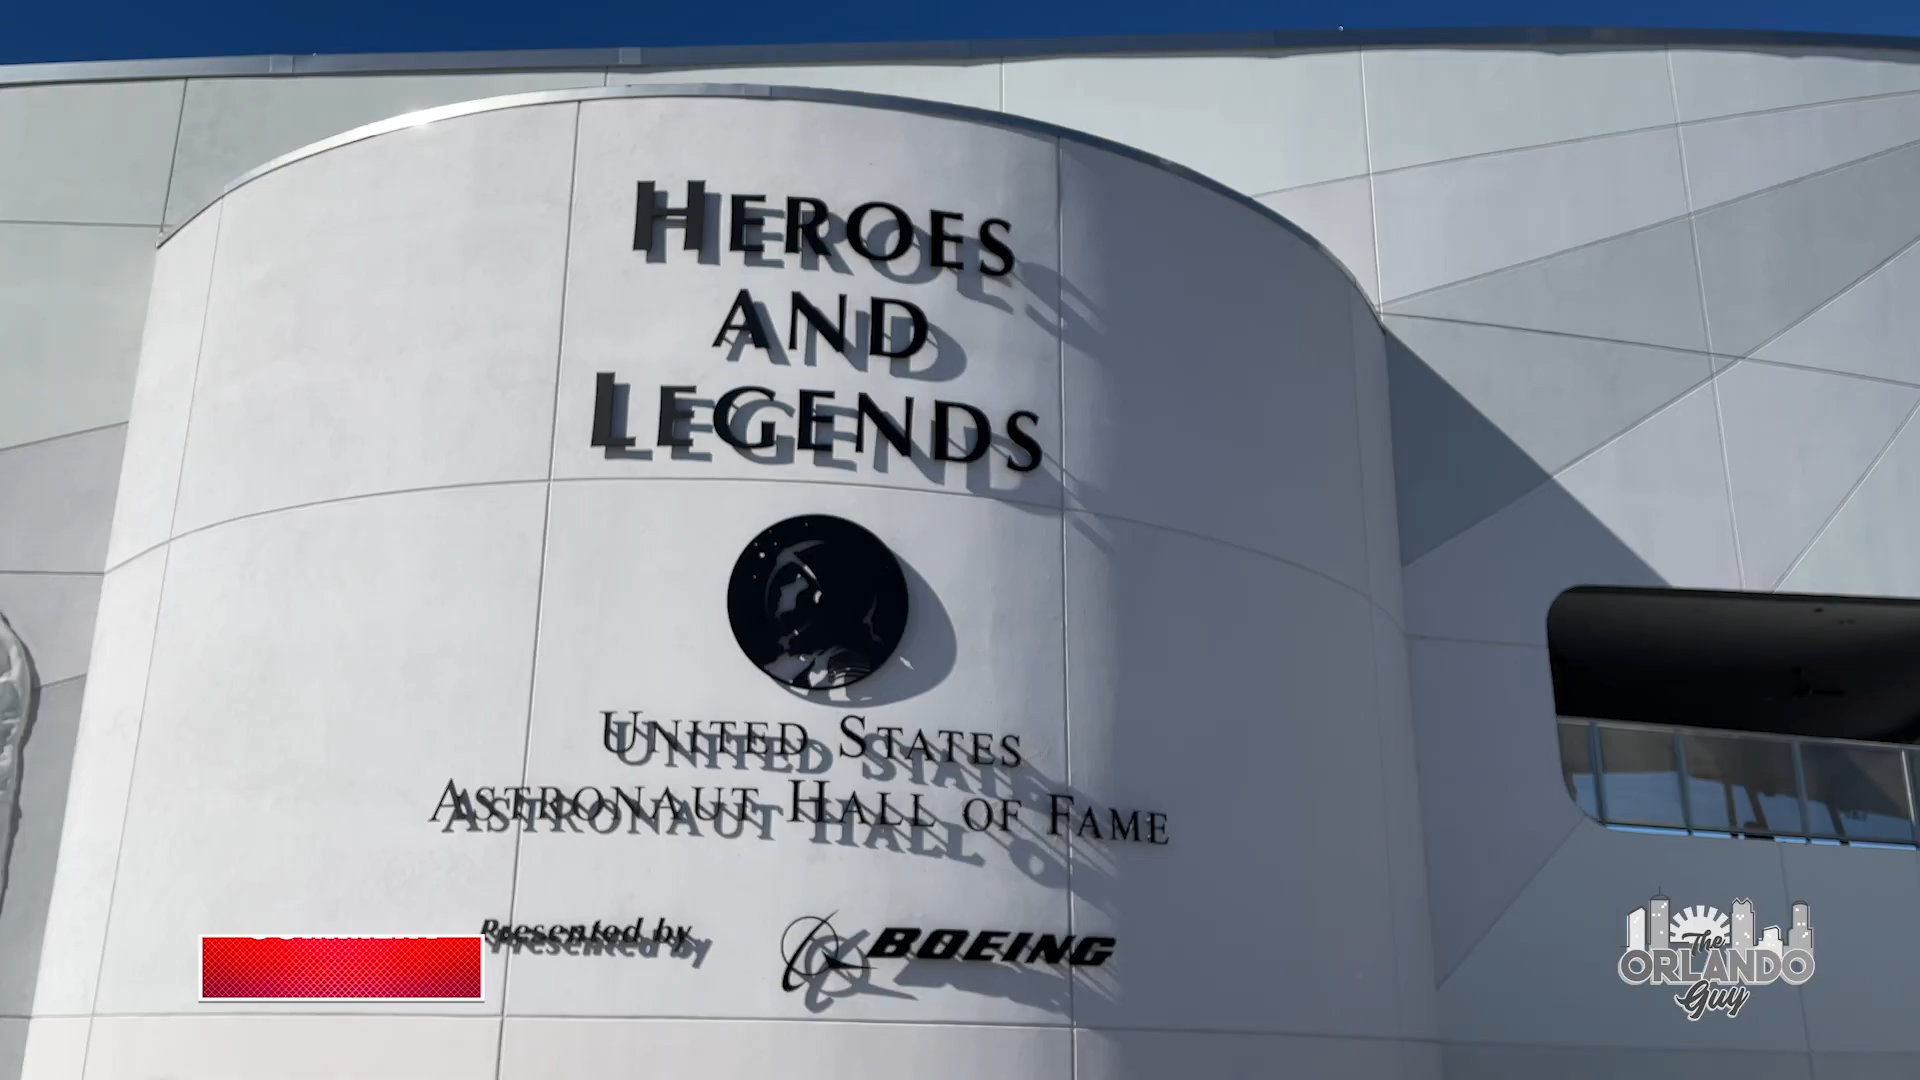 HEROES
AND
LEGENDS
UNITED STATES
ASTRONAUT HALL OF FAME
Presented by
BOEING
The
ORLANDO
Guy